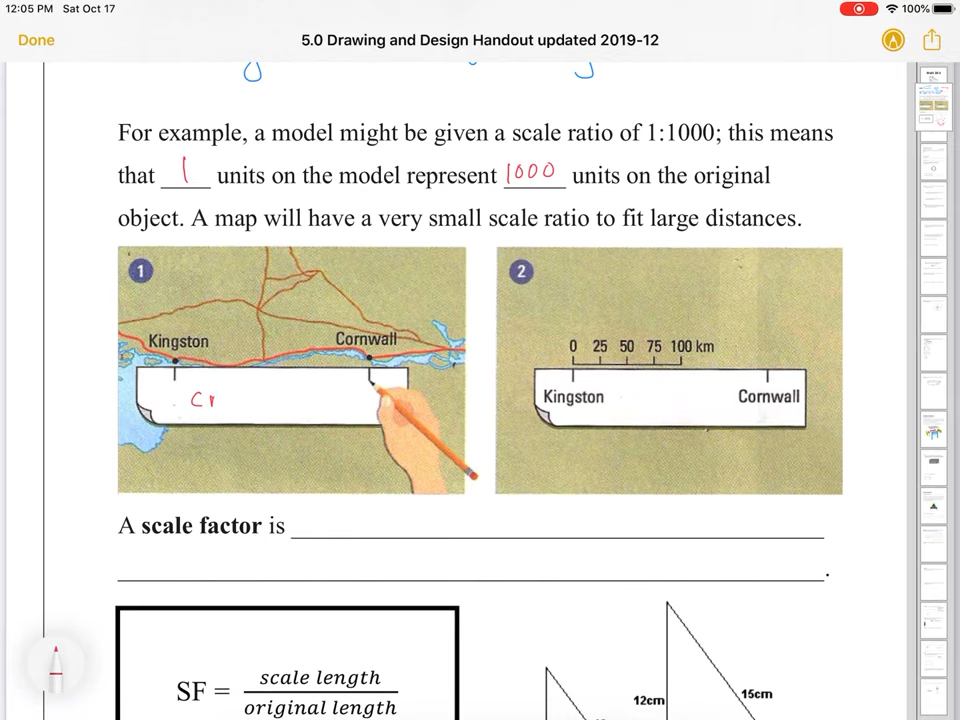 12:05 PM Sat Oct 17
100%
Done
5.0 Drawing and Design Handout updated 2019-12
For example, a model might be given a scale ratio of 1:1000; this means
that 1 units on the model represent 1000 units on the original
object. A map will have a very small scale ratio to fit large distances.
1
Kingston
Cornwall
2
0 25 50 75 100 km
Kingston
Cornwall
A scale factor is
.
SF = scale length
original length
12cm
15cm